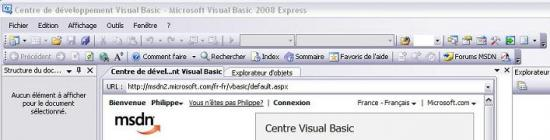 Centre de développement Visual Basic - Microsoft Visual Basic 2008 Express
Fichier Edition Affichage Outils Fenêtre ?
Précédent Comment faire Rechercher Index Sommaire Favoris de l'aide Forums MSDN
Structure du doc... Centre de dével...nt Visual Basic Explorateur d'objets Explorateu
Aucun élément à afficher pour le document sélectionné.
URL : http://msdn2.microsoft.com/fr-fr/vbasic/default.aspx
Bienvenue Philippe Vous n'êtes pas Philippe? | Connexion France - Français | Microsoft.com
msdn
Centre Visual Basic